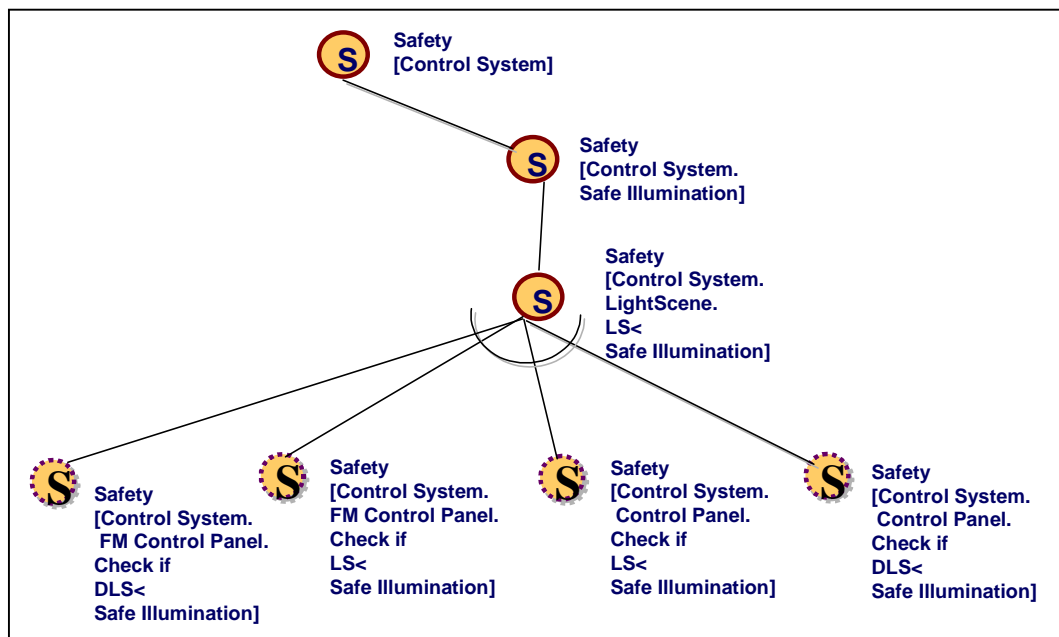 S
Safety
[Control System]
S
Safety
[Control System.
Safe Illumination]
S
Safety
[Control System.
LightScene.
LS<
Safe Illumination]
S
Safety
[Control System.
FM Control Panel.
Check if
DLS<
Safe Illumination]
S
Safety
[Control System.
FM Control Panel.
Check if
LS<
Safe Illumination]
S
Safety
[Control System.
Control Panel.
Check if
LS<
Safe Illumination]
S
Safety
[Control System.
Control Panel.
Check if
DLS<
Safe Illumination]